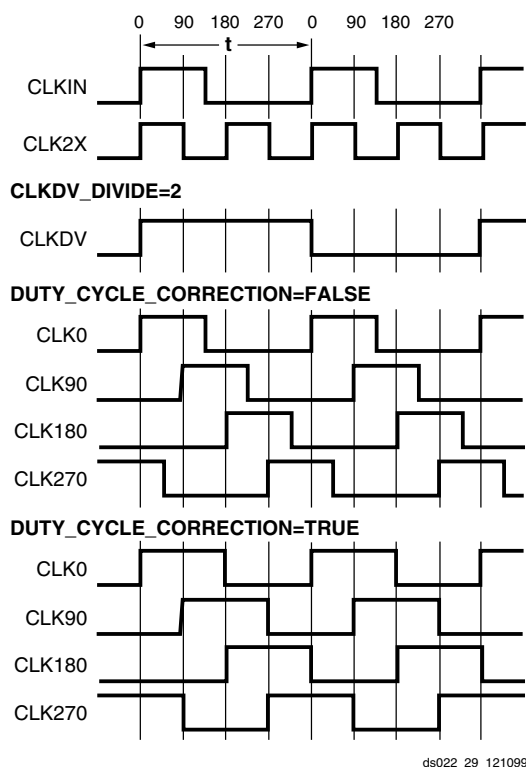 0 90 180 270 0 90 180 270
t
CLKIN
CLK2X
CLKDV_DIVIDE=2
CLKDV
DUTY_CYCLE_CORRECTION=FALSE
CLK0
CLK90
CLK180
CLK270
DUTY_CYCLE_CORRECTION=TRUE
CLK0
CLK90
CLK180
CLK270
ds022_29_121099